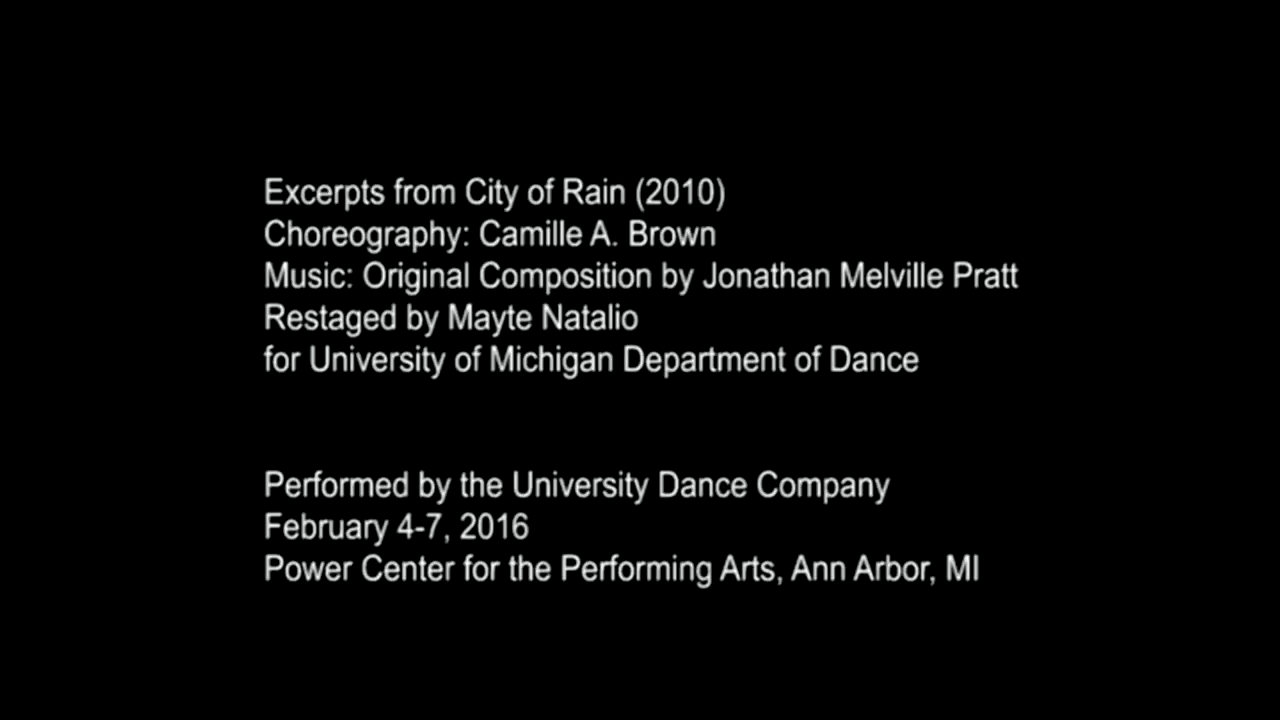 Excerpts from City of Rain (2010)
Choreography: Camille A. Brown
Music: Original Composition by Jonathan Melville Pratt
Restaged by Mayte Natalio
for University of Michigan Department of Dance
Performed by the University Dance Company
February 4-7, 2016
Power Center for the Performing Arts, Ann Arbor, MI